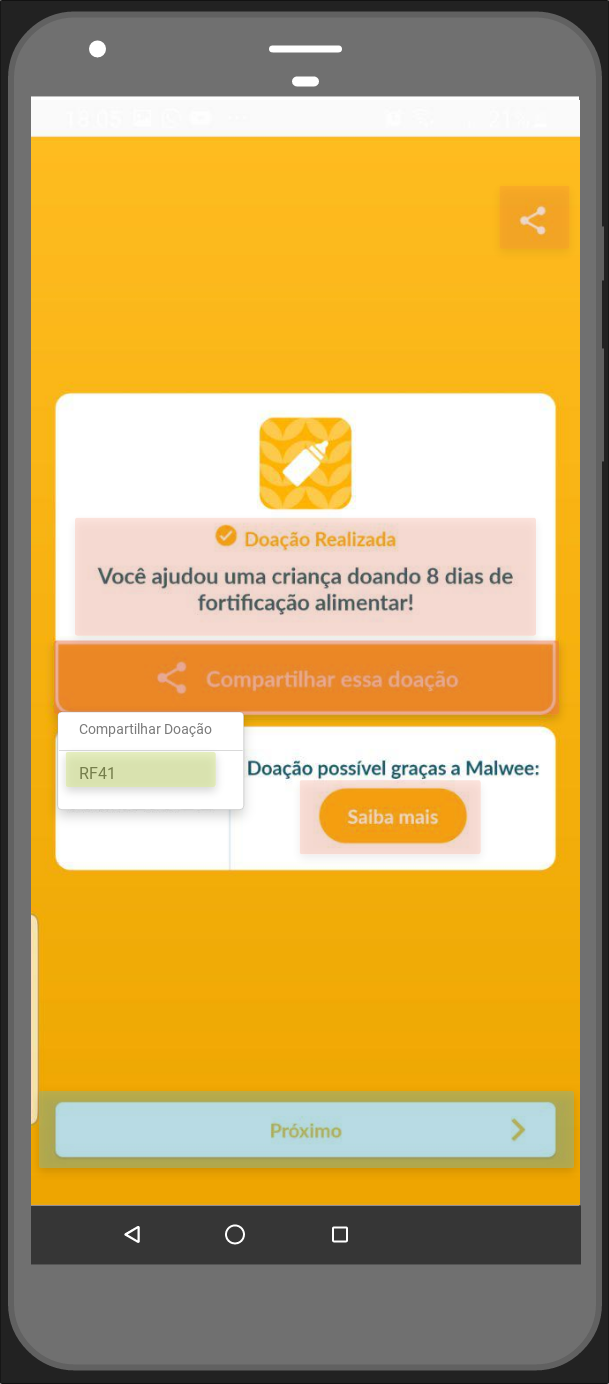 Doação Realizada
Você ajudou uma criança doando 8 dias de
fortificação alimentar!
Compartilhar essa doação
Compartilhar Doação
RF41
Doação possível graças a Malwee:
Saiba mais
Próximo